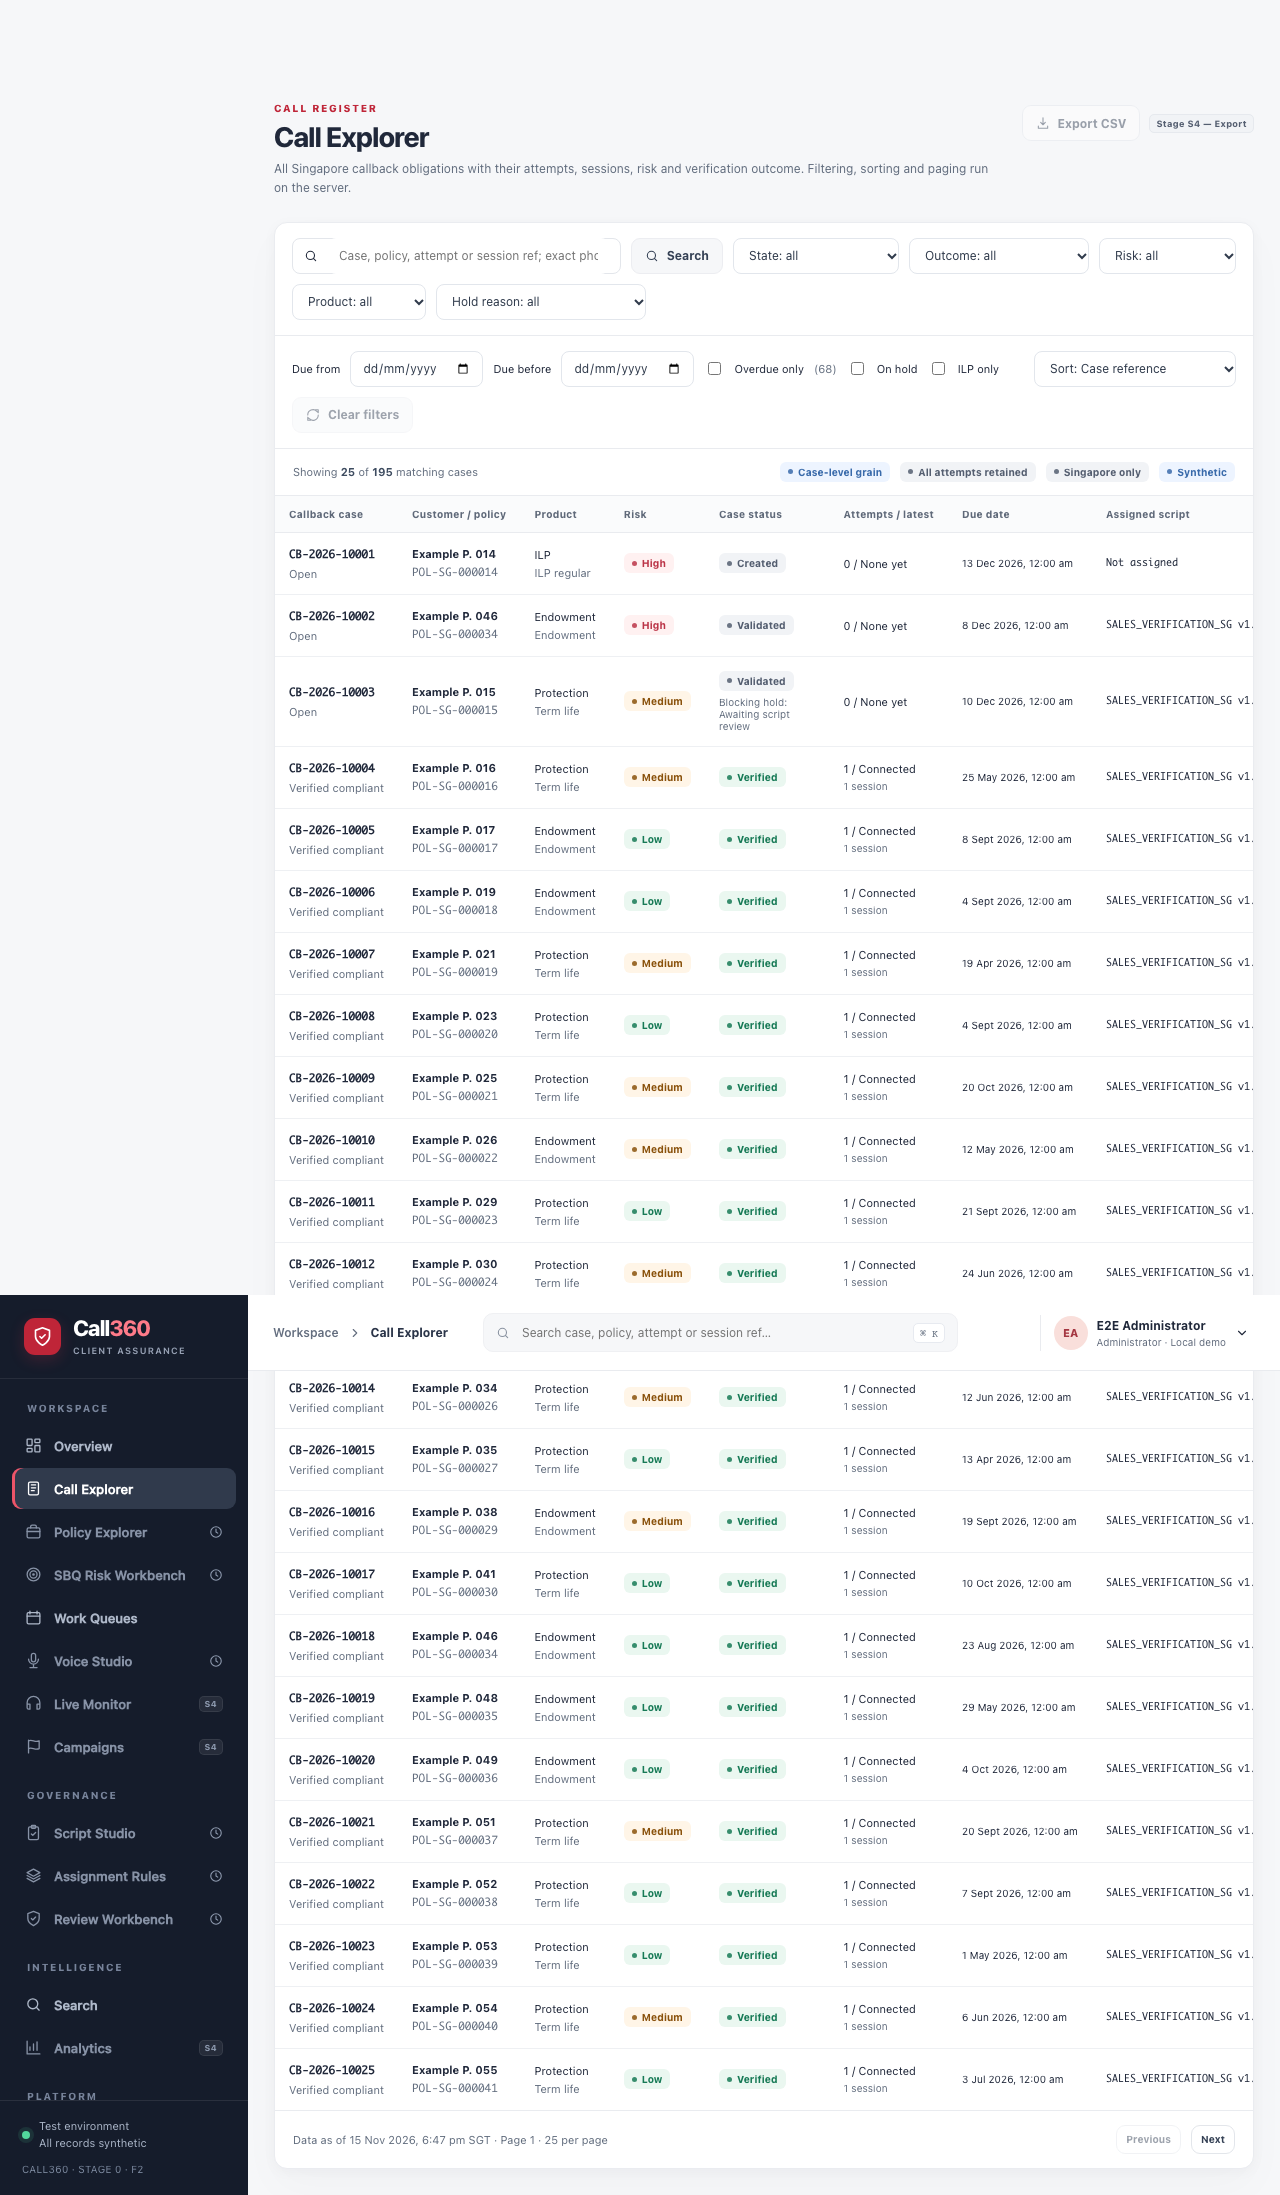 CALL REGISTER
Call Explorer
All Singapore callback obligations with their attempts, sessions, risk and verification outcome. Filtering, sorting and paging run
on the server.
Export CSV
Stage S4 — Export
Case, policy, attempt or session ref; exact pho
Search
State: all
Outcome: all
Risk: all
Product: all
Hold reason: all
Due from dd/mm/yyyy Due before dd/mm/yyyy Overdue only (68) On hold ILP only Sort: Case reference
Clear filters
Showing 25 of 195 matching cases
Case-level grain
All attempts retained
Singapore only
Synthetic
Callback case Customer / policy Product Risk Case status Attempts / latest Due date Assigned script
CB-2026-10001 Example P. 014 ILP High Created 0 / None yet 13 Dec 2026, 12:00 am Not assigned
Open POL-SG-000014 ILP regular
CB-2026-10002 Example P. 046 Endowment High Validated 0 / None yet 8 Dec 2026, 12:00 am SALES_VERIFICATION_SG v1.
Open POL-SG-000034 Endowment
CB-2026-10003 Example P. 015 Protection Medium Validated 0 / None yet 10 Dec 2026, 12:00 am SALES_VERIFICATION_SG v1.
Open POL-SG-000015 Term life Blocking hold:
Awaiting script
review
CB-2026-10004 Example P. 016 Protection Medium Verified 1 / Connected 25 May 2026, 12:00 am SALES_VERIFICATION_SG v1.
Verified compliant POL-SG-000016 Term life 1 session
CB-2026-10005 Example P. 017 Endowment Low Verified 1 / Connected 8 Sept 2026, 12:00 am SALES_VERIFICATION_SG v1.
Verified compliant POL-SG-000017 Endowment 1 session
CB-2026-10006 Example P. 019 Endowment Low Verified 1 / Connected 4 Sept 2026, 12:00 am SALES_VERIFICATION_SG v1.
Verified compliant POL-SG-000018 Endowment 1 session
CB-2026-10007 Example P. 021 Protection Medium Verified 1 / Connected 19 Apr 2026, 12:00 am SALES_VERIFICATION_SG v1.
Verified compliant POL-SG-000019 Term life 1 session
CB-2026-10008 Example P. 023 Protection Low Verified 1 / Connected 4 Sept 2026, 12:00 am SALES_VERIFICATION_SG v1.
Verified compliant POL-SG-000020 Term life 1 session
CB-2026-10009 Example P. 025 Protection Medium Verified 1 / Connected 20 Oct 2026, 12:00 am SALES_VERIFICATION_SG v1.
Verified compliant POL-SG-000021 Term life 1 session
CB-2026-10010 Example P. 026 Endowment Medium Verified 1 / Connected 12 May 2026, 12:00 am SALES_VERIFICATION_SG v1.
Verified compliant POL-SG-000022 Endowment 1 session
CB-2026-10011 Example P. 029 Protection Low Verified 1 / Connected 21 Sept 2026, 12:00 am SALES_VERIFICATION_SG v1.
Verified compliant POL-SG-000023 Term life 1 session
CB-2026-10012 Example P. 030 Protection Medium Verified 1 / Connected 24 Jun 2026, 12:00 am SALES_VERIFICATION_SG v1.
Verified compliant POL-SG-000024 Term life 1 session
Call360
CLIENT ASSURANCE
Workspace > Call Explorer
Search case, policy, attempt or session ref...
⌘ K
EA
E2E Administrator
Administrator · Local demo
WORKSPACE
Overview
Call Explorer
Policy Explorer
SBQ Risk Workbench
Work Queues
Voice Studio
Live Monitor S4
Campaigns S4
GOVERNANCE
Script Studio
Assignment Rules
Review Workbench
INTELLIGENCE
Search
Analytics S4
PLATFORM
Test environment
All records synthetic
CALL360 · STAGE 0 · F2
CB-2026-10014 Example P. 034 Protection Medium Verified 1 / Connected 12 Jun 2026, 12:00 am SALES_VERIFICATION_SG v1.
Verified compliant POL-SG-000026 Term life 1 session
CB-2026-10015 Example P. 035 Protection Low Verified 1 / Connected 13 Apr 2026, 12:00 am SALES_VERIFICATION_SG v1.
Verified compliant POL-SG-000027 Term life 1 session
CB-2026-10016 Example P. 038 Endowment Medium Verified 1 / Connected 19 Sept 2026, 12:00 am SALES_VERIFICATION_SG v1.
Verified compliant POL-SG-000029 Endowment 1 session
CB-2026-10017 Example P. 041 Protection Low Verified 1 / Connected 10 Oct 2026, 12:00 am SALES_VERIFICATION_SG v1.
Verified compliant POL-SG-000030 Term life 1 session
CB-2026-10018 Example P. 046 Endowment Low Verified 1 / Connected 23 Aug 2026, 12:00 am SALES_VERIFICATION_SG v1.
Verified compliant POL-SG-000034 Endowment 1 session
CB-2026-10019 Example P. 048 Endowment Low Verified 1 / Connected 29 May 2026, 12:00 am SALES_VERIFICATION_SG v1.
Verified compliant POL-SG-000035 Endowment 1 session
CB-2026-10020 Example P. 049 Endowment Low Verified 1 / Connected 4 Oct 2026, 12:00 am SALES_VERIFICATION_SG v1.
Verified compliant POL-SG-000036 Endowment 1 session
CB-2026-10021 Example P. 051 Protection Medium Verified 1 / Connected 20 Sept 2026, 12:00 am SALES_VERIFICATION_SG v1.
Verified compliant POL-SG-000037 Term life 1 session
CB-2026-10022 Example P. 052 Protection Low Verified 1 / Connected 7 Sept 2026, 12:00 am SALES_VERIFICATION_SG v1.
Verified compliant POL-SG-000038 Term life 1 session
CB-2026-10023 Example P. 053 Protection Low Verified 1 / Connected 1 May 2026, 12:00 am SALES_VERIFICATION_SG v1.
Verified compliant POL-SG-000039 Term life 1 session
CB-2026-10024 Example P. 054 Protection Medium Verified 1 / Connected 6 Jun 2026, 12:00 am SALES_VERIFICATION_SG v1.
Verified compliant POL-SG-000040 Term life 1 session
CB-2026-10025 Example P. 055 Protection Low Verified 1 / Connected 3 Jul 2026, 12:00 am SALES_VERIFICATION_SG v1.
Verified compliant POL-SG-000041 Term life 1 session
Data as of 15 Nov 2026, 6:47 pm SGT · Page 1 · 25 per page
Previous
Next